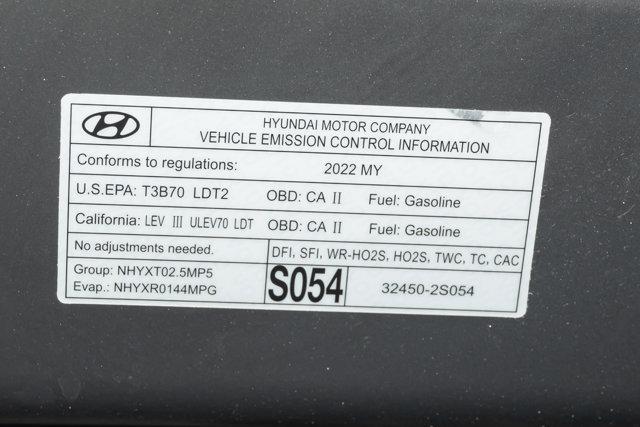 HYUNDAI MOTOR COMPANY
VEHICLE EMISSION CONTROL INFORMATION
Conforms to regulations: 2022 MY
U.S.EPA: T3B70 LDT2 OBD: CA II Fuel: Gasoline
California: LEV III ULEV70 LDT OBD: CA II Fuel: Gasoline
No adjustments needed. DFI, SFI, WR-HO2S, HO2S, TWC, TC, CAC
Group: NHYXT02.5MP5
Evap.: NHYXR0144MPG
S054 32450-2S054